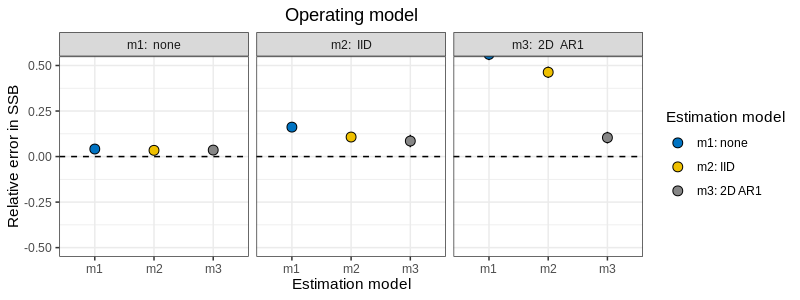 Operating model
m1: none
m2: IID
m3: 2D AR1
Relative error in SSB
0.50
0.25
0.00
-0.25
-0.50
m1 m2 m3
m1 m2 m3
m1 m2 m3
Estimation model
Estimation model
m1: none
m2: IID
m3: 2D AR1